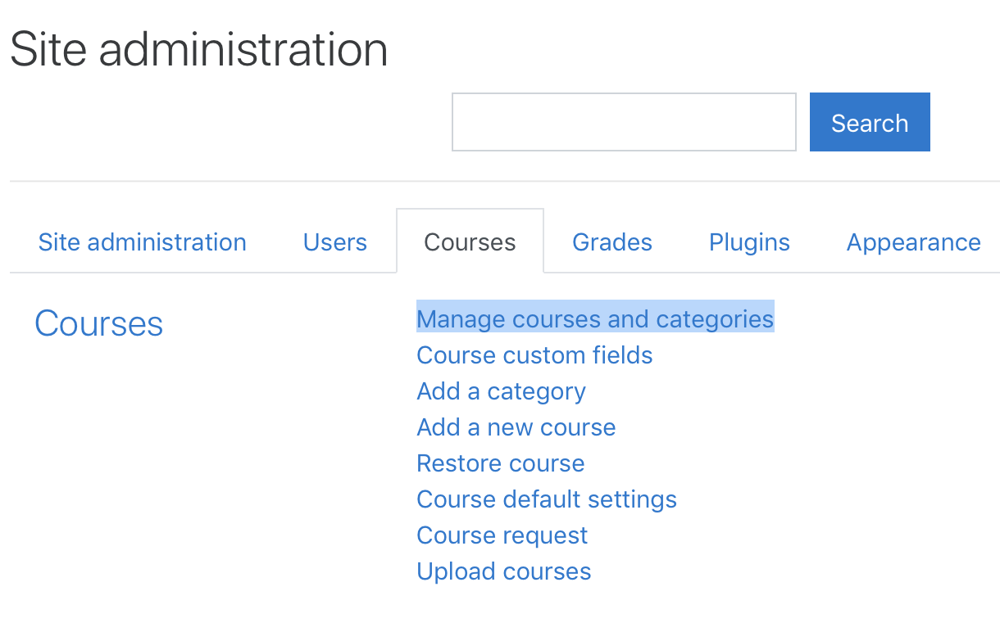 Site administration
Search
Site administration Users Courses Grades Plugins Appearance
Courses
Manage courses and categories
Course custom fields
Add a category
Add a new course
Restore course
Course default settings
Course request
Upload courses